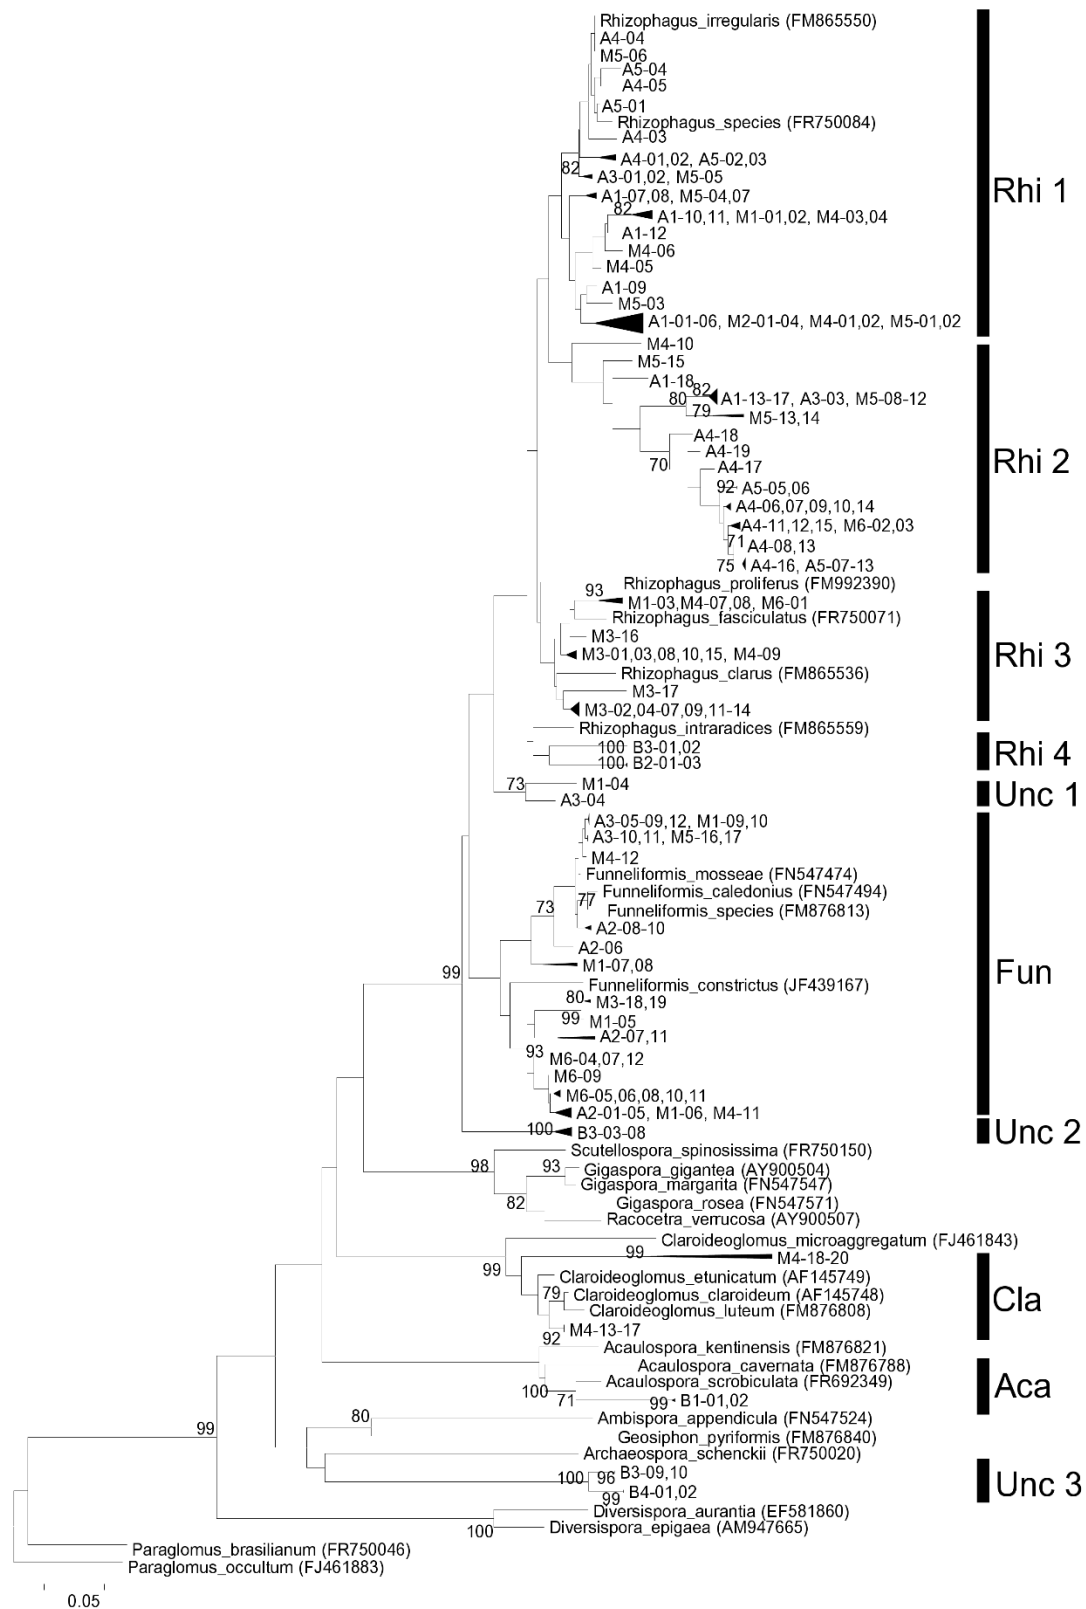 Rhizophagus_irregularis (FM865550)
A4-04
M5-06
A5-04
A4-05
A5-01
Rhizophagus_species (FR750084)
A4-03
A4-01,02, A5-02,03
82
A3-01,02, M5-05
Rhi 1
A1-07,08, M5-04,07
82
A1-10,11, M1-01,02, M4-03,04
A1-12
M4-06
M4-05
A1-09
M5-03
A1-01-06, M2-01-04, M4-01,02, M5-01,02
M4-10
M5-15
A1-18
82
80
A1-13-17, A3-03, M5-08-12
79
M5-13,14
A4-18
A4-19
Rhi 2
70
A4-17
92
A5-05,06
A4-06,07,09,10,14
A4-11,12,15, M6-02,03
71
A4-08,13
75
A4-16, A5-07-13
Rhizophagus_proliferus (FM992390)
93
M1-03,M4-07,08, M6-01
Rhizophagus_fasciculatus (FR750071)
M3-16
M3-01,03,08,10,15, M4-09
Rhi 3
Rhizophagus_clarus (FM865536)
M3-17
M3-02,04-07,09,11-14
Rhizophagus_intraradices (FM865559)
100
B3-01,02
Rhi 4
100
B2-01-03
73
M1-04
Unc 1
A3-04
A3-05-09,12, M1-09,10
A3-10,11, M5-16,17
M4-12
Funneliformis_mosseae (FN547474)
Funneliformis_caledonius (FN547494)
77
73
Funneliformis_species (FM876813)
A2-08-10
A2-06
M1-07,08
99
Fun
Funneliformis_constrictus (JF439167)
80
M3-18,19
99
M1-05
A2-07,11
93
M6-04,07,12
M6-09
M6-05,06,08,10,11
A2-01-05, M1-06, M4-11
100
B3-03-08
Unc 2
Scutellospora_spinosissima (FR750150)
98
93
Gigaspora_gigantea (AY900504)
Gigaspora_margarita (FN547547)
82
Gigaspora_rosea (FN547571)
Racocetra_verrucosa (AY900507)
Claroideoglomus_microaggregatum (FJ461843)
99
M4-18-20
99
Claroideoglomus_etunicatum (AF145749)
79
Claroideoglomus_claroideum (AF145748)
Cla
Claroideoglomus_luteum (FM876808)
M4-13-17
92
Acaulospora_kentinensis (FM876821)
Acaulospora_cavernata (FM876788)
Acaulospora_scrobiculata (FR692349)
Aca
100
71
99
B1-01,02
80
Ambispora_appendicula (FN547524)
99
Geosiphon_pyriformis (FM876840)
Archaeospora_schenckii (FR750020)
100
96
B3-09,10
Unc 3
B4-01,02
99
Diversispora_aurantia (EF581860)
100
Diversispora_epigaea (AM947665)
Paraglomus_brasilianum (FR750046)
Paraglomus_occultum (FJ461883)
0.05